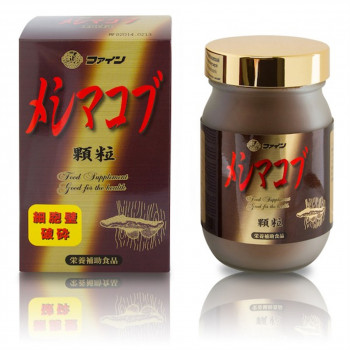 ファイン
メシマコブ
顆粒
Food Supplement
Good for the health
細胞壁
破砕
栄養補助食品
ファイン
メシマコブ
顆粒
Food Supplement
Good for the health
栄養補助食品